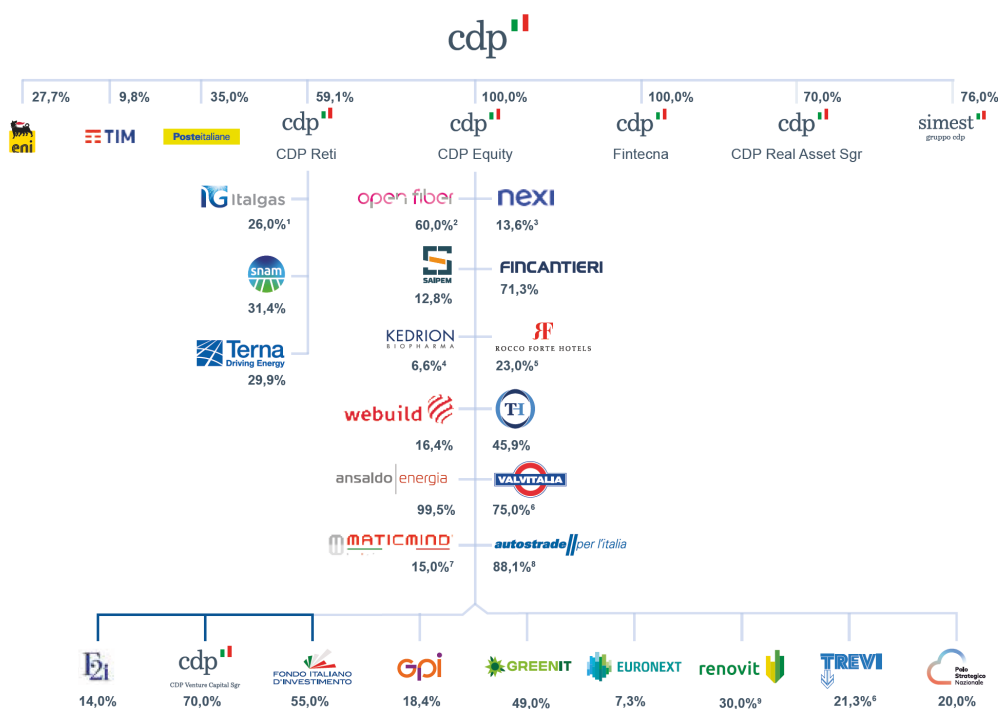 cdp
27,7% 9,8% 35,0% 59,1% 100,0% 100,0% 70,0% 76,0%
eni TIM Posteitaliane cdp cdp cdp cdp simest
gruppo cdp
CDP Reti CDP Equity Fintecna CDP Real Asset Sgr
IG Italgas open fiber nexi
26,0%¹ 60,0%² 13,6%³
snam SAIPEM FINCANTIERI
31,4% 12,8% 71,3%
Terna
Driving Energy
29,9%
KEDRION
BIOPHARMA
6,6%⁴
RF
ROCCO FORTE HOTELS
23,0%⁵
webuild TH
16,4% 45,9%
ansaldo energia VALVITALIA
99,5% 75,0%⁶
MATICMIND autostrade per l'italia
15,0%⁷ 88,1%⁸
F2i
14,0%
cdp
CDP Venture Capital Sgr
70,0%
FONDO ITALIANO
D'INVESTIMENTO
55,0%
GPI
18,4%
GREENIT
49,0%
EURONEXT
7,3%
renovit
30,0%⁹
TREVI
21,3%⁶
Polo
Strategico
Nazionale
20,0%